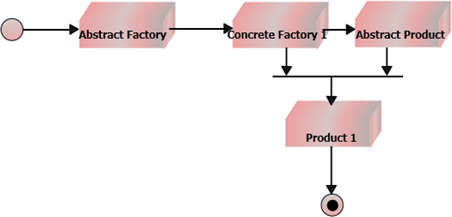 Abstract Factory
Concrete Factory 1
Abstract Product
Product 1